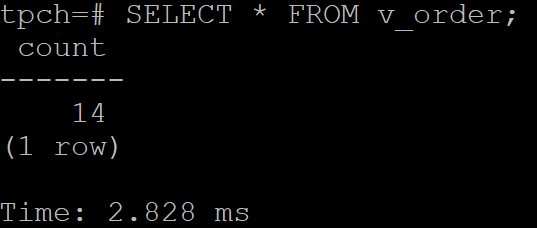 tpch=# SELECT * FROM v_order;
 count
-------
    14
(1 row)

Time: 2.828 ms